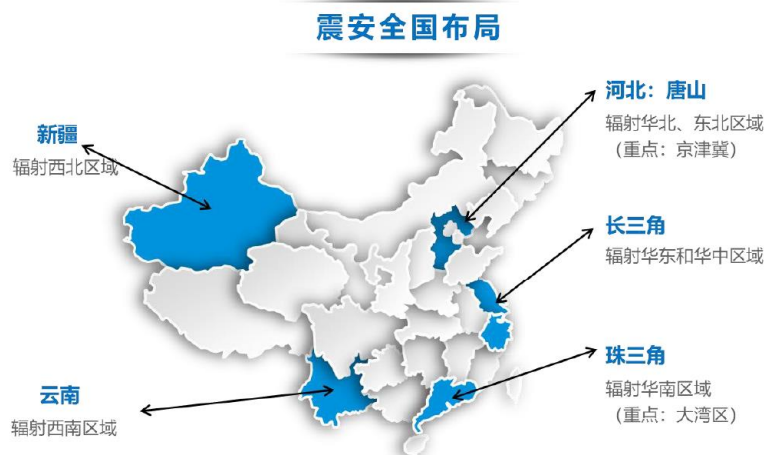 震安全国布局
新疆
辐射西北区域
河北：唐山
辐射华北、东北区域
（重点：京津冀）
长三角
辐射华东和华中区域
云南
辐射西南区域
珠三角
辐射华南区域
（重点：大湾区）